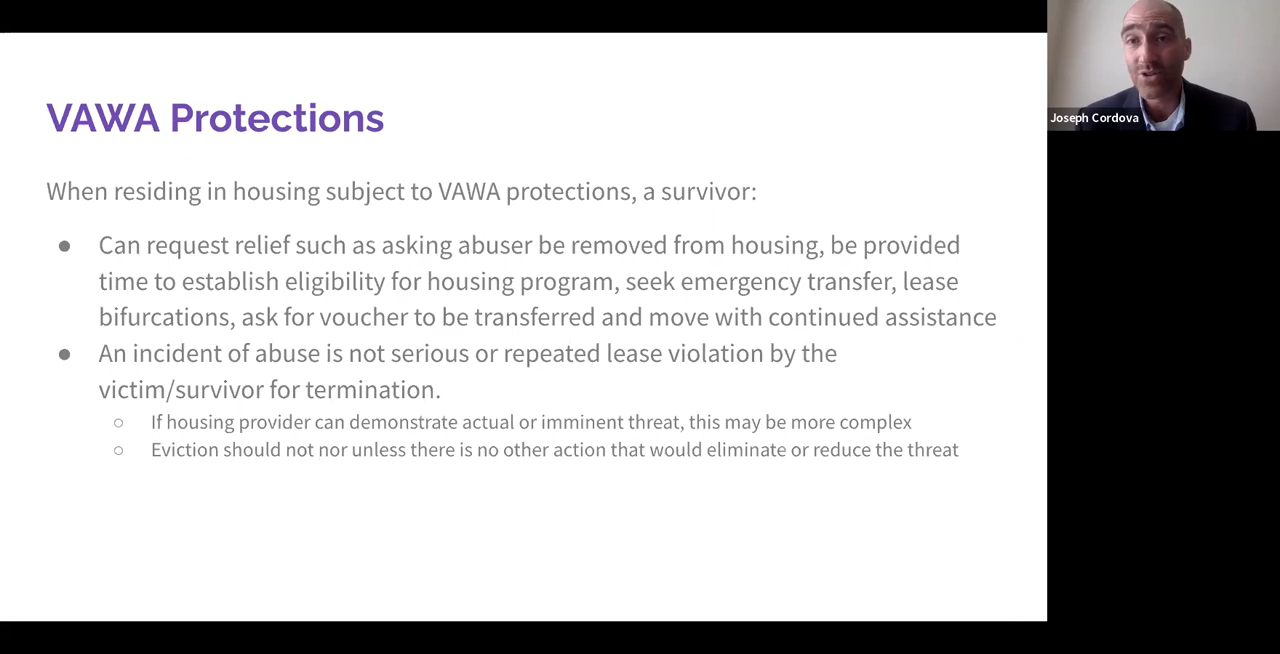 VAWA Protections
When residing in housing subject to VAWA protections, a survivor:
● Can request relief such as asking abuser be removed from housing, be provided
time to establish eligibility for housing program, seek emergency transfer, lease
bifurcations, ask for voucher to be transferred and move with continued assistance
● An incident of abuse is not serious or repeated lease violation by the
victim/survivor for termination.
○ If housing provider can demonstrate actual or imminent threat, this may be more complex
○ Eviction should not nor unless there is no other action that would eliminate or reduce the threat
Joseph Cordova